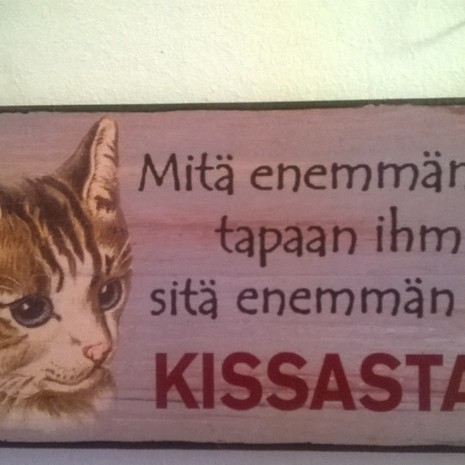 Mitä enemmän
tapaan ihm
sitä enemmän
KISSASTA